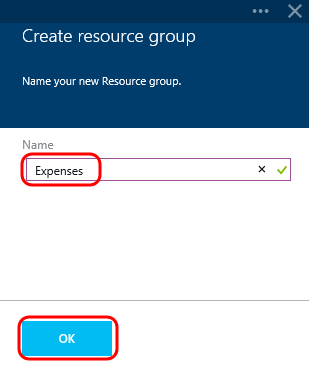 Create resource group
Name your new Resource group.
Name
Expenses
OK